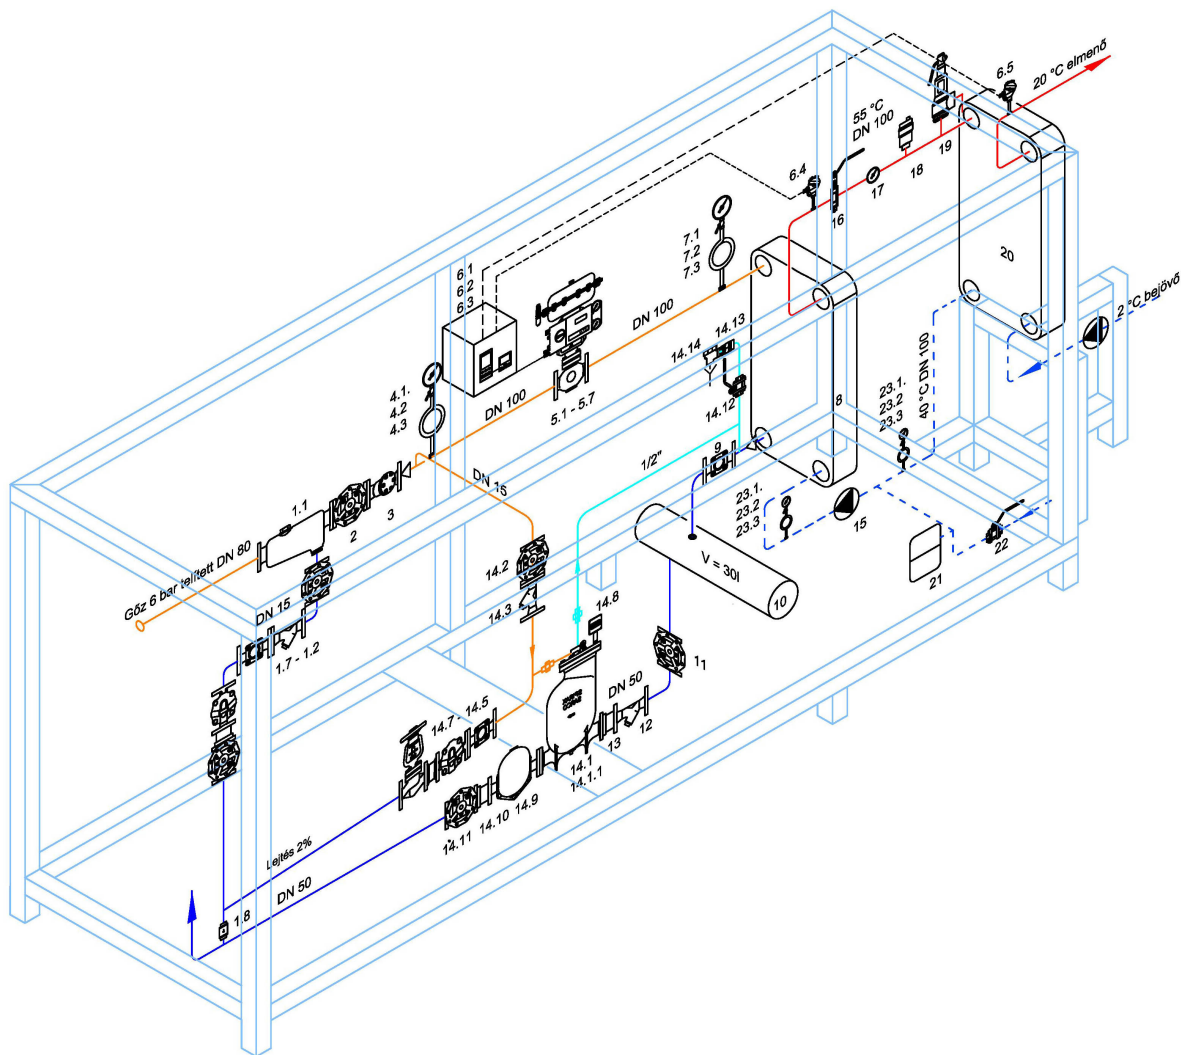 6.5
20 °C elmenő
55 °C
DN 100
6.4
19
18
17
16
7.1
7.2
7.3
6.1
6.2
6.3
DN 100
20
2 °C bejövő
14.13
14.14
14.12
4.1.
4.2
4.3
DN 100
5.1 - 5.7
8
40 °C DN 100
23.1.
23.2
23.3
9
1/2"
DN 15
1.1
2
3
23.1.
23.2
23.3
15
22
21
Gőz 6 bar telített DN 80
V = 30l
10
14.2
14.3
14.8
DN 15
1.7 - 1.2
11
DN 50
12
13
14.7 - 14.5
14.1
14.1.1
14.9
14.10
14.11
Lejtés 2%
DN 50
1.8